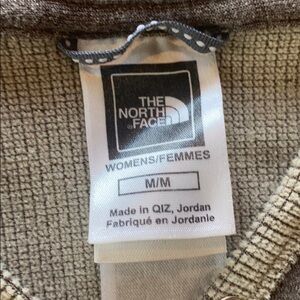 THE
NORTH
FACE
WOMENS/FEMMES
M/M
Made in QIZ, Jordan
Fabriqué en Jordanie